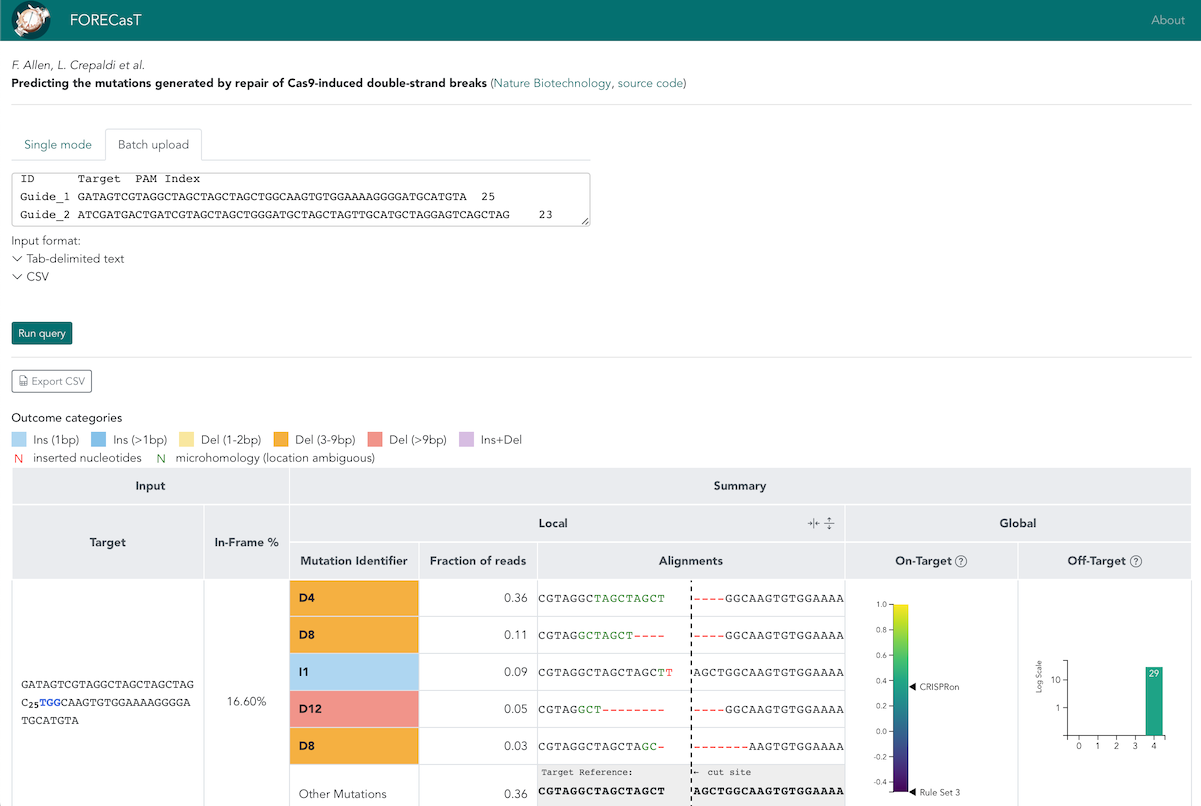 FORECasT
About
F. Allen, L. Crepaldi et al.
Predicting the mutations generated by repair of Cas9-induced double-strand breaks (Nature Biotechnology, source code)
Single mode
Batch upload
ID Target PAM Index
Guide_1 GATAGTCGTAGGCTAGCTAGCTAGCTGGCAAGTGTGGAAAAGGGGATGCATGTA 25
Guide_2 ATCGATGACTGATCGTAGCTAGCTGGGATGCTAGCTAGTTGCATGCTAGGAGTCAGCTAG 23
Input format:
Tab-delimited text
CSV
Run query
Export CSV
Outcome categories
Ins (1bp) Ins (>1bp) Del (1-2bp) Del (3-9bp) Del (>9bp) Ins+Del
N inserted nucleotides N microhomology (location ambiguous)
Input Summary
Local Global
Target In-Frame %
Mutation Identifier Fraction of reads Alignments On-Target ? Off-Target ?
GATAGTCGTAGGCTAGCTAGCTAG
C25TGGCAAGTGTGGAAAAGGGGA
TGCATGTA
16.60%
D4 0.36 CGTAGGCTAGCTAGCT ----GGCAAGTGTGGAAAA
D8 0.11 CGTAGGCTAGCT---- ----GGCAAGTGTGGAAAA
I1 0.09 CGTAGGCTAGCTAGCTT AGCTGGCAAGTGTGGAAAA
D12 0.05 CGTAGGCT-------- ----GGCAAGTGTGGAAAA
D8 0.03 CGTAGGCTAGCTAGC- -------AAGTGTGGAAAA
Other Mutations 0.36
Target Reference: ← cut site
CGTAGGCTAGCTAGCT AGCTGGCAAGTGTGGAAAA
1.0
0.8
0.6
0.4
0.2
0.0
-0.2
-0.4
CRISPRon
Rule Set 3
Log Scale
10
1
29
0 1 2 3 4